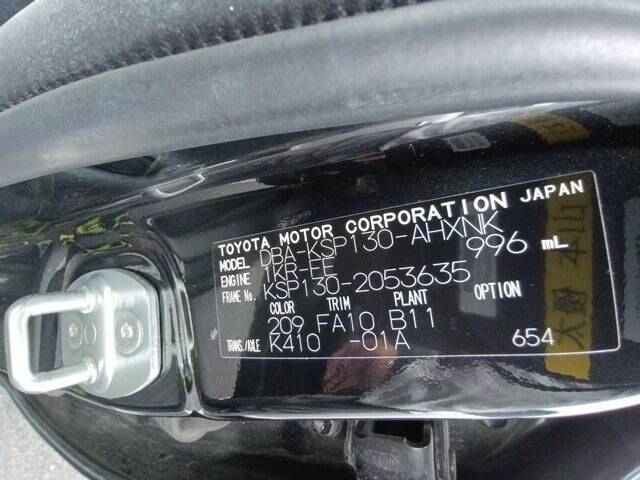 TOYOTA MOTOR CORPORATION JAPAN
MODEL DBA-KSP130-AHXNK
ENGINE 1KR-FE 996 mL
FRAME No. KSP130-2053635
COLOR TRIM PLANT OPTION
209 FA10 B11
TRANS./AXLE K410 -01A
654